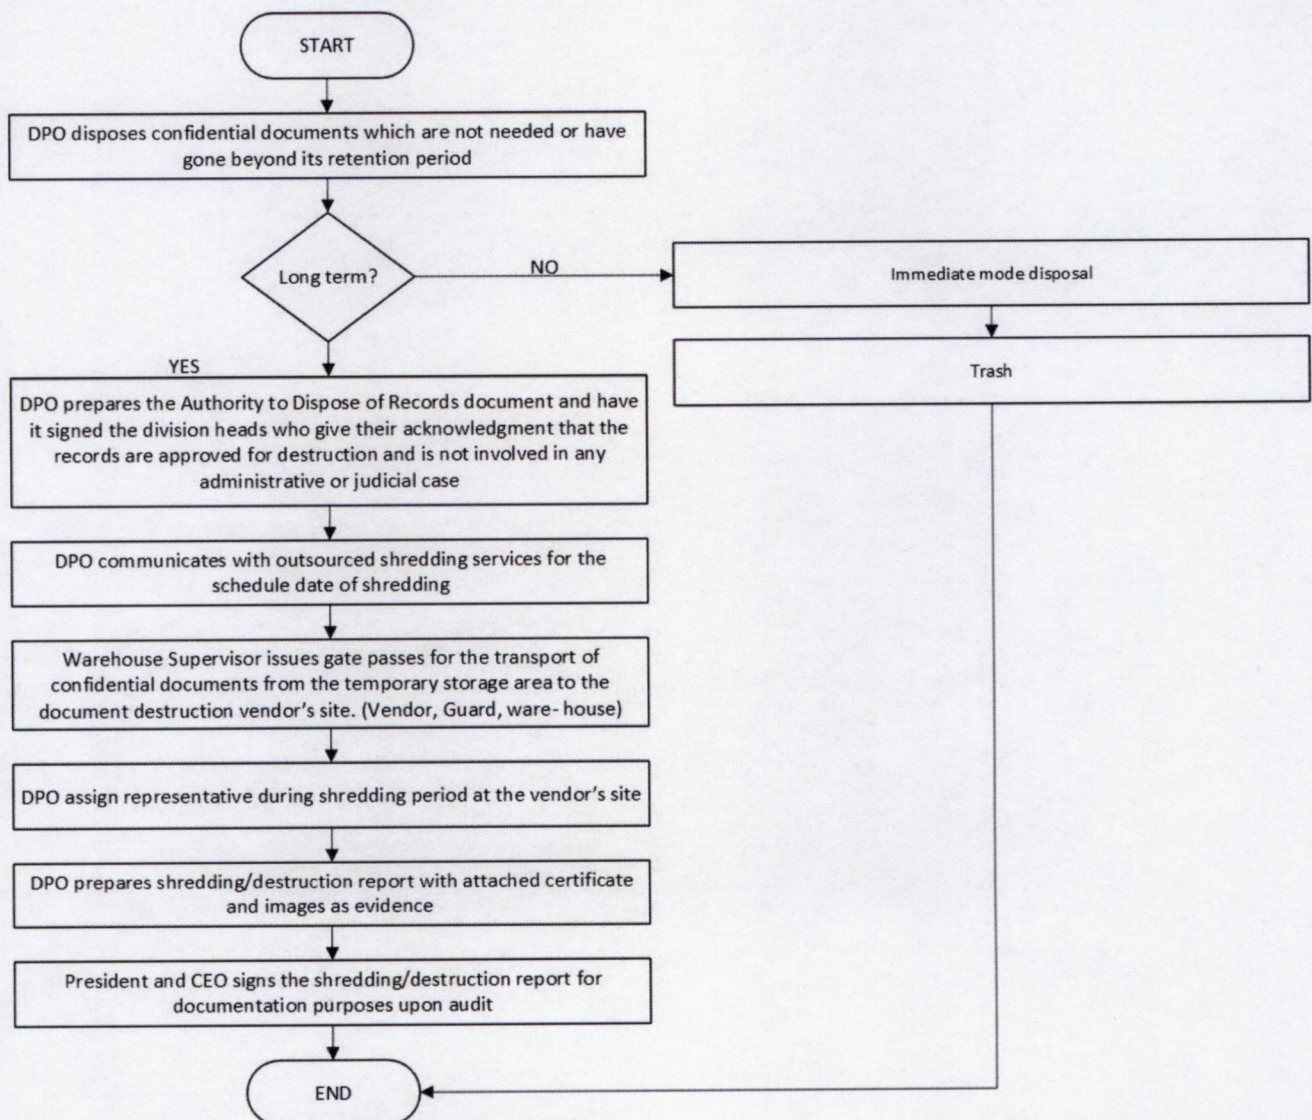 START
DPO disposes confidential documents which are not needed or have
gone beyond its retention period
Long term?
NO
Immediate mode disposal
Trash
YES
DPO prepares the Authority to Dispose of Records document and have
it signed the division heads who give their acknowledgment that the
records are approved for destruction and is not involved in any
administrative or judicial case
DPO communicates with outsourced shredding services for the
schedule date of shredding
Warehouse Supervisor issues gate passes for the transport of
confidential documents from the temporary storage area to the
document destruction vendor's site. (Vendor, Guard, ware- house)
DPO assign representative during shredding period at the vendor's site
DPO prepares shredding/destruction report with attached certificate
and images as evidence
President and CEO signs the shredding/destruction report for
documentation purposes upon audit
END